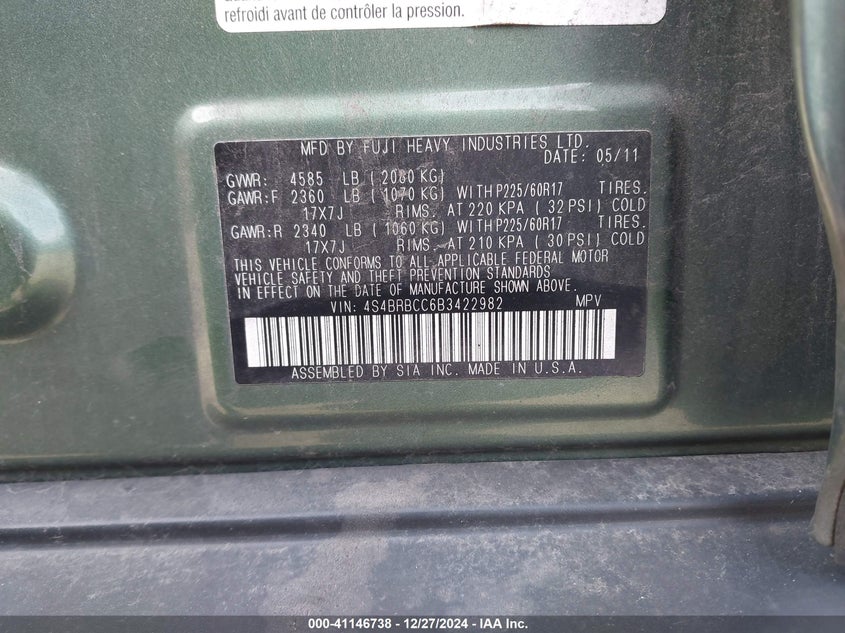 refroidi avant de contrôler la pression.
MFD BY FUJI HEAVY INDUSTRIES LTD.
DATE: 05/11
GVWR: 4585 LB ( 2080 KG)
GAWR:F 2360 LB ( 1070 KG) WITH P225/60R17 TIRES.
17X7J RIMS. AT 220 KPA ( 32 PSI) COLD
GAWR:R 2340 LB ( 1060 KG) WITH P225/60R17 TIRES.
17X7J RIMS. AT 210 KPA ( 30 PSI) COLD
THIS VEHICLE CONFORMS TO ALL APPLICABLE FEDERAL MOTOR
VEHICLE SAFETY AND THEFT PREVENTION STANDARDS
IN EFFECT ON THE DATE OF MANUFACTURE SHOWN ABOVE.
VIN: 4S4BRBCC6B3422982 MPV
ASSEMBLED BY SIA INC. MADE IN U.S.A.
000-41146738 - 12/27/2024 - IAA Inc.